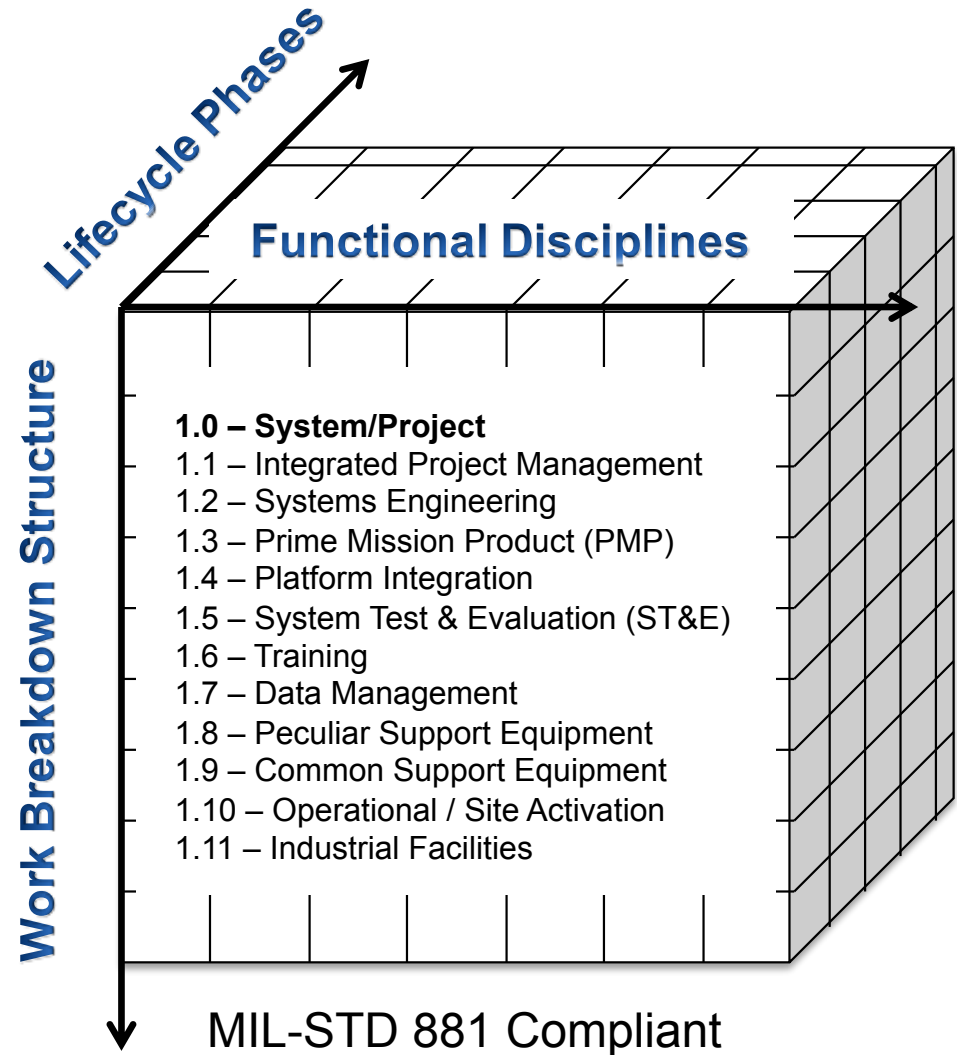 Lifecycle Phases
Functional Disciplines
Work Breakdown Structure
1.0 – System/Project
1.1 – Integrated Project Management
1.2 – Systems Engineering
1.3 – Prime Mission Product (PMP)
1.4 – Platform Integration
1.5 – System Test & Evaluation (ST&E)
1.6 – Training
1.7 – Data Management
1.8 – Peculiar Support Equipment
1.9 – Common Support Equipment
1.10 – Operational / Site Activation
1.11 – Industrial Facilities
MIL-STD 881 Compliant